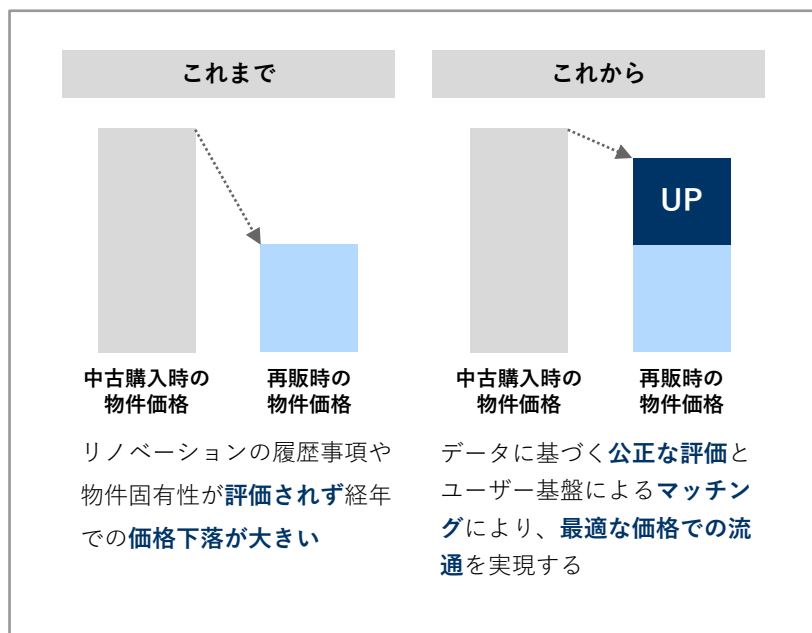 これまで
中古購入時の
物件価格
再販時の
物件価格
リノベーションの履歴事項や
物件固有性が評価されず経年
での価格下落が大きい
これから
UP
中古購入時の
物件価格
再販時の
物件価格
データに基づく公正な評価と
ユーザー基盤によるマッチン
グにより、最適な価格での流
通を実現する